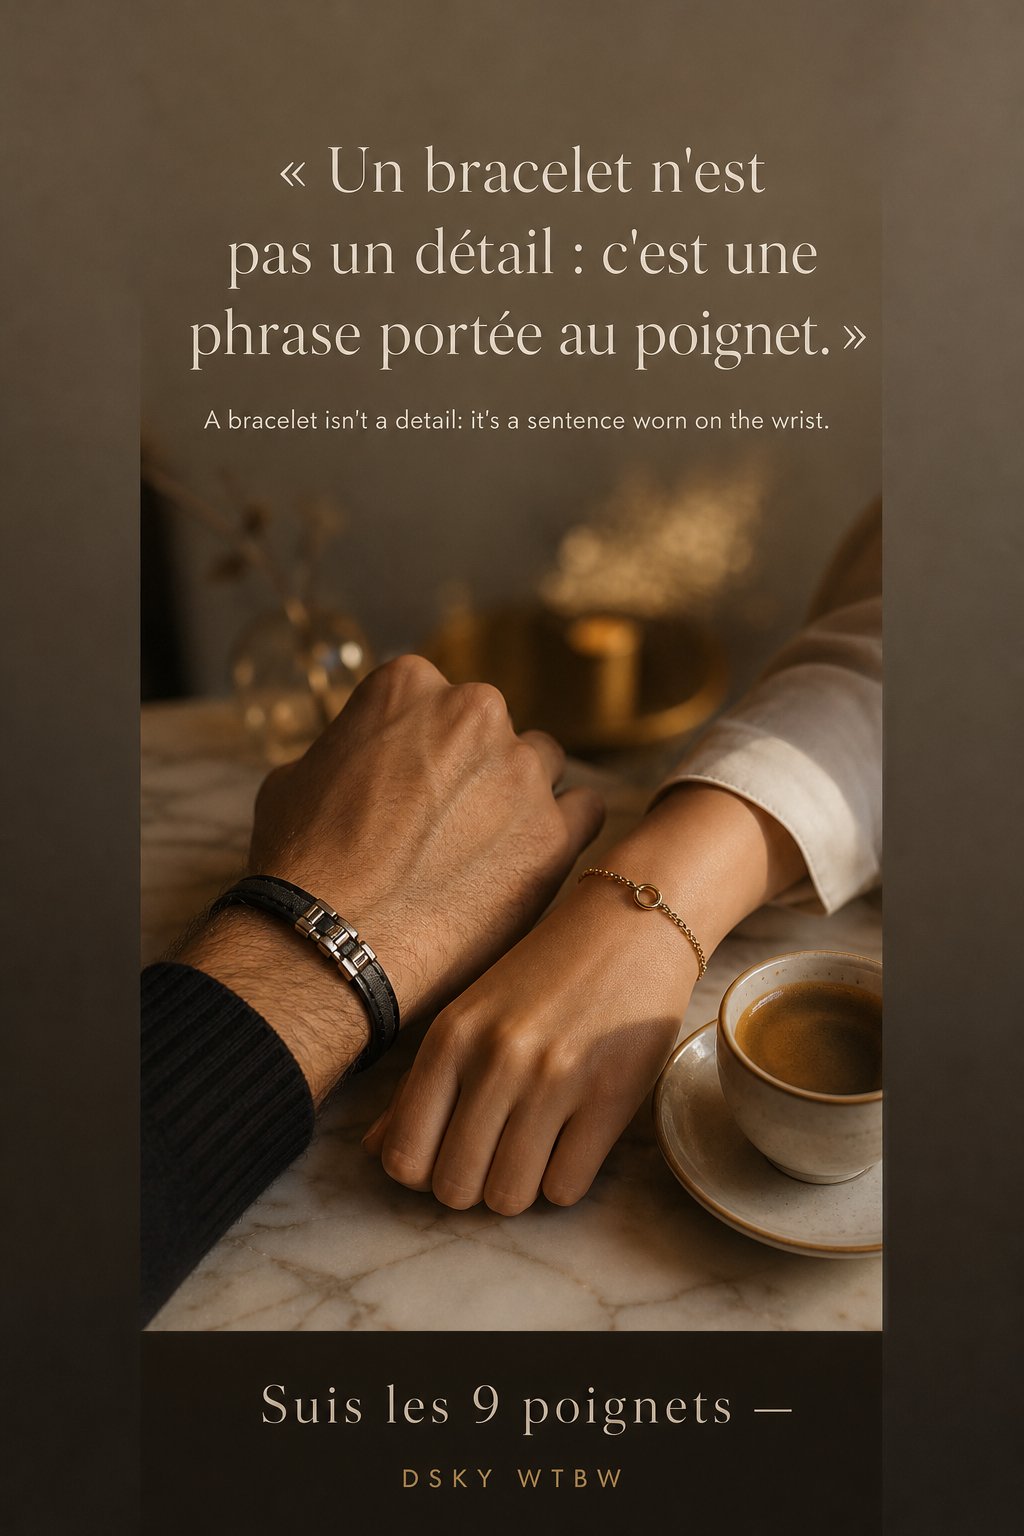 « Un bracelet n'est
pas un détail : c'est une
phrase portée au poignet. »
A bracelet isn't a detail: it's a sentence worn on the wrist.
Suis les 9 poignets —
DSKY WTBW